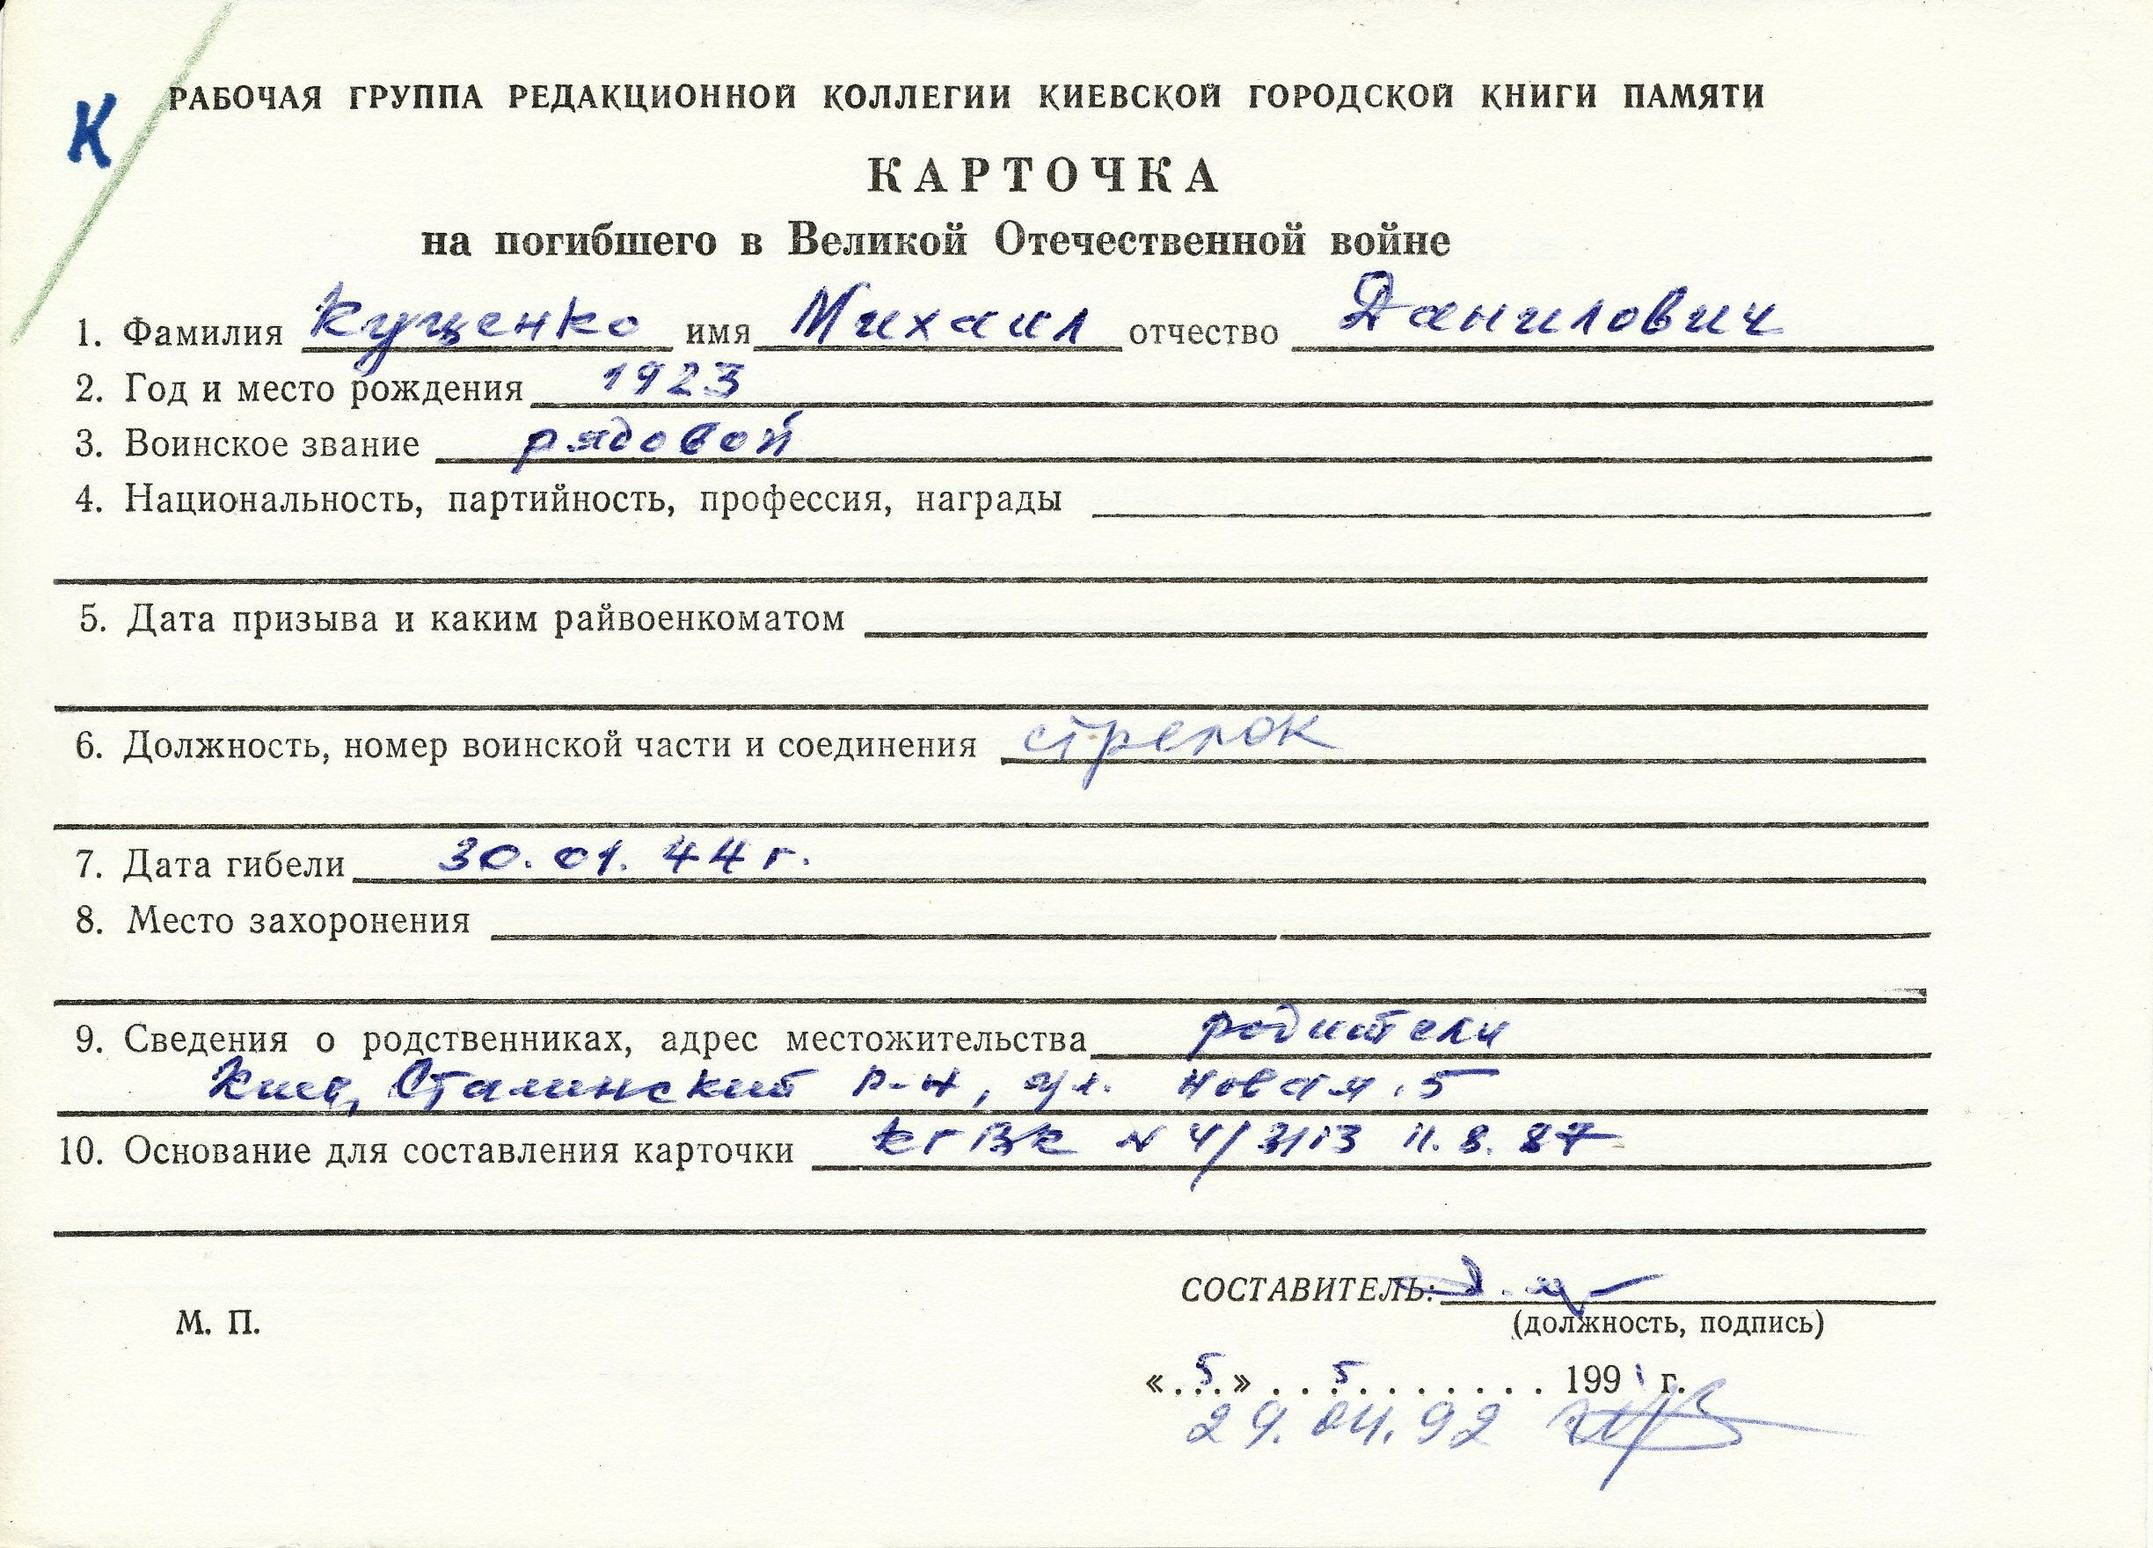 К
РАБОЧАЯ ГРУППА РЕДАКЦИОННОЙ КОЛЛЕГИИ КИЕВСКОЙ ГОРОДСКОЙ КНИГИ ПАМЯТИ
КАРТОЧКА
на погибшего в Великой Отечественной войне
1. Фамилия Куценко имя Михаил отчество Данилович
2. Год и место рождения 1923
3. Воинское звание рядовой
4. Национальность, партийность, профессия, награды
5. Дата призыва и каким райвоенкоматом
6. Должность, номер воинской части и соединения стрелок
7. Дата гибели 30.01.44г.
8. Место захоронения
9. Сведения о родственниках, адрес местожительства родители
Киев, Сталинский р-н, ул. Новая 5
10. Основание для составления карточки КГВК N 4/3113 11.8.87
СОСТАВИТЕЛЬ:
М. П.
(должность, подпись)
«.5.» . . 5 . . . . . . . . 1991 г.
29.04.92